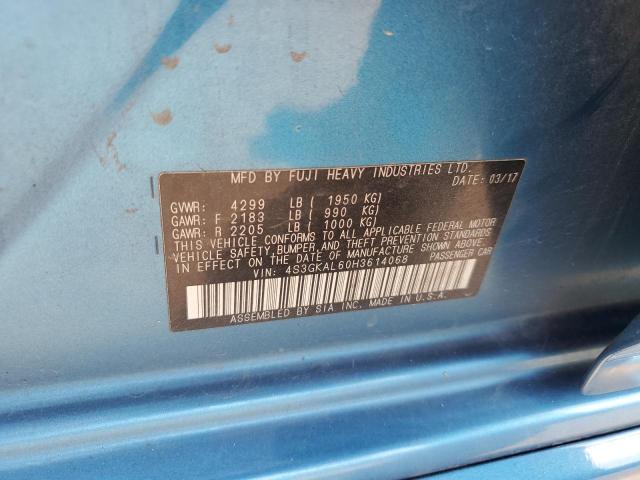 MFD BY FUJI HEAVY INDUSTRIES LTD.
DATE: 03/17
GVWR: 4299 LB ( 1950 KG)
GAWR: F 2183 LB ( 990 KG)
GAWR: R 2205 LB ( 1000 KG)
THIS VEHICLE CONFORMS TO ALL APPLICABLE FEDERAL MOTOR
VEHICLE SAFETY, BUMPER, AND THEFT PREVENTION STANDARDS
IN EFFECT ON THE DATE OF MANUFACTURE SHOWN ABOVE.
VIN: 4S3GKAL60H3614068 PASSENGER CAR
ASSEMBLED BY SIA INC. MADE IN U.S.A.